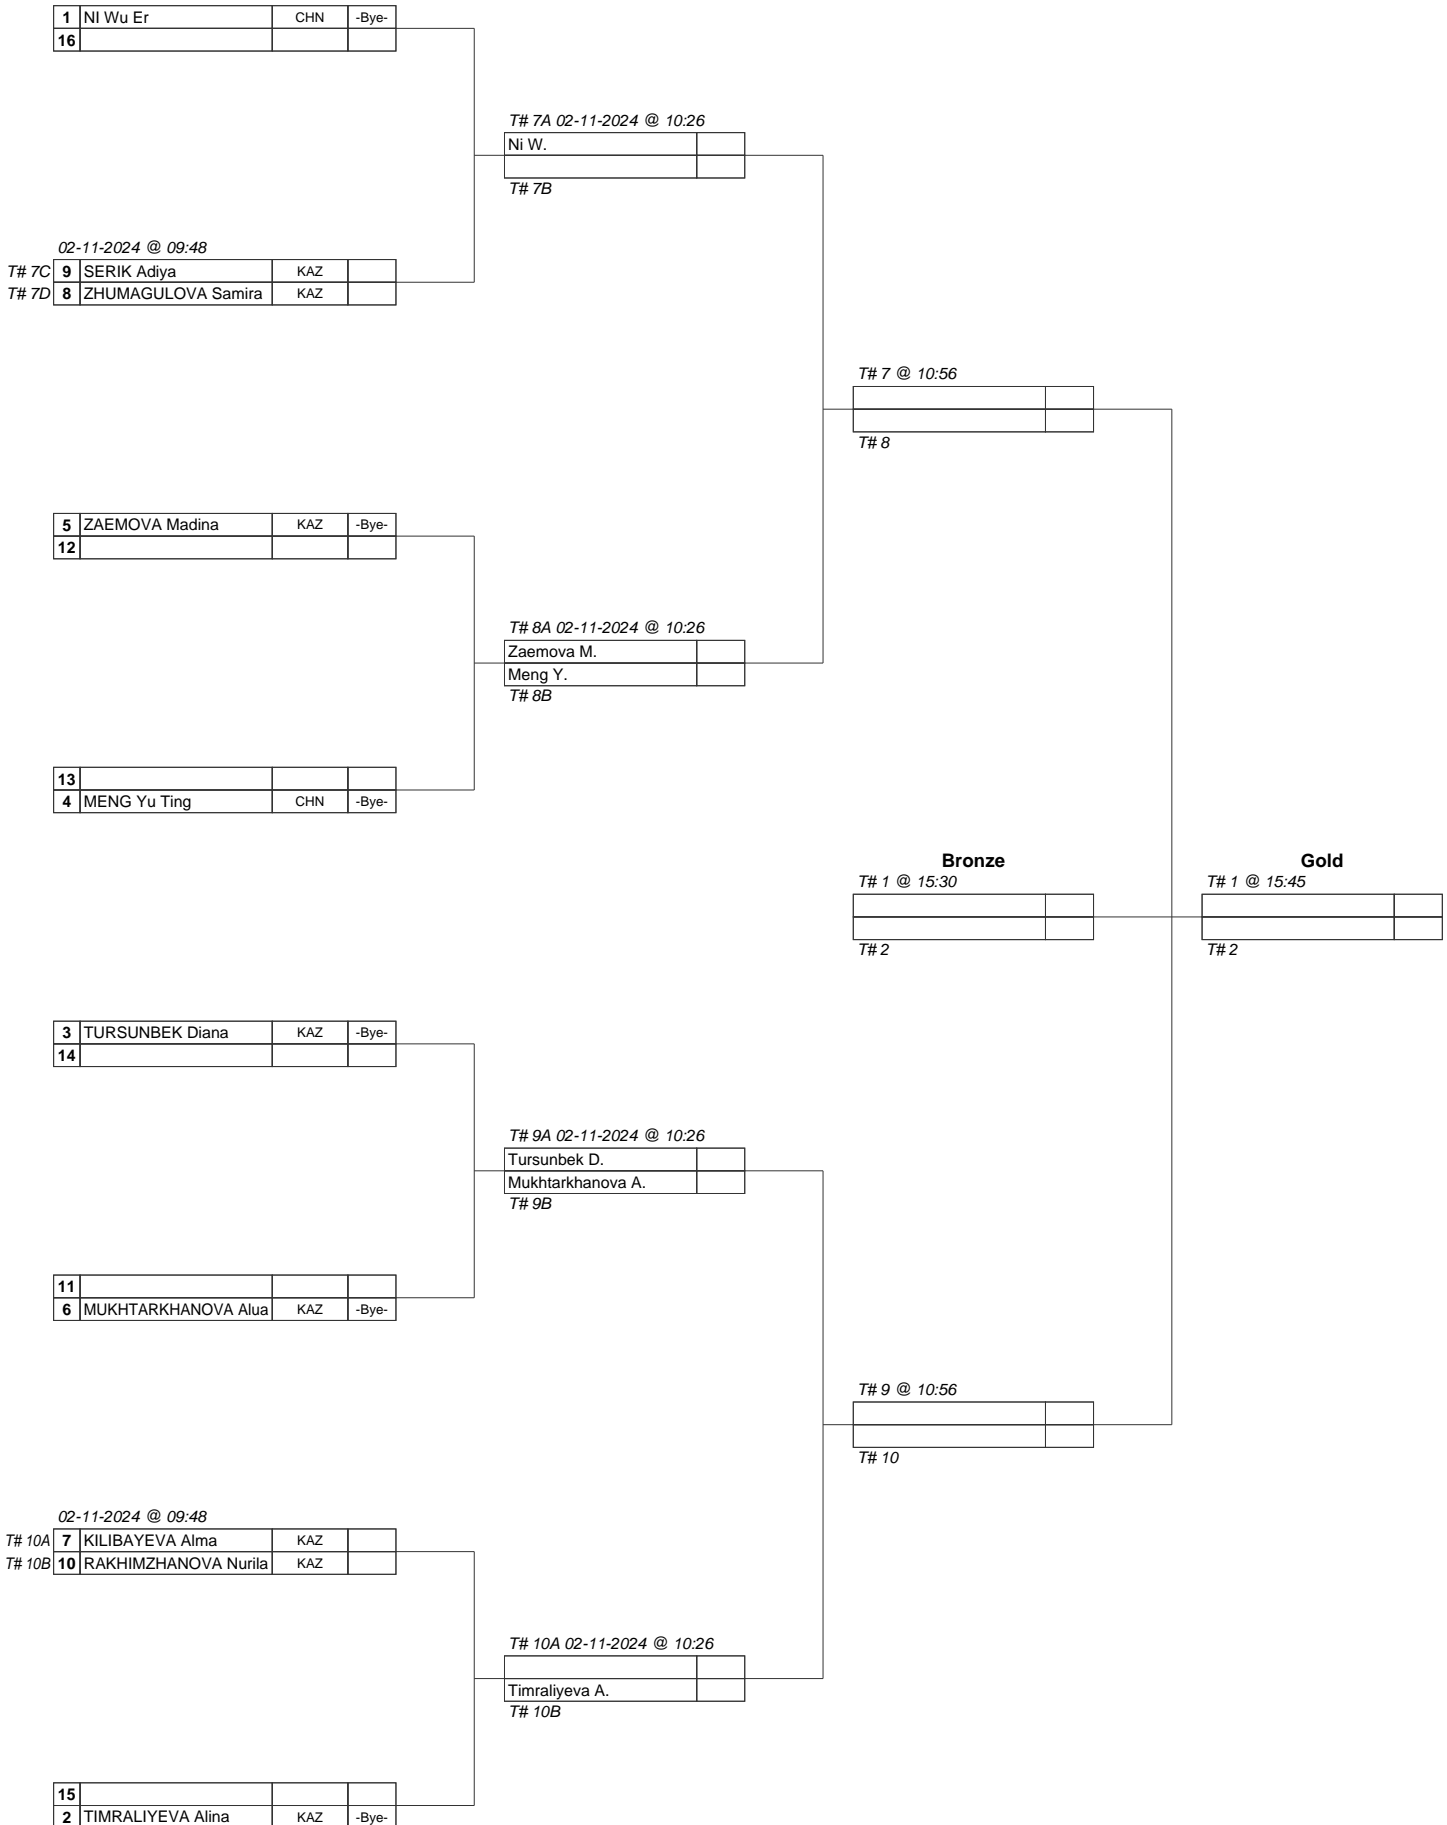 1 NI Wu Er CHN -Bye-
16
T# 7A 02-11-2024 @ 10:26
Ni W.
T# 7B
02-11-2024 @ 09:48
T# 7C 9 SERIK Adiya KAZ
T# 7D 8 ZHUMAGULOVA Samira KAZ
T# 7 @ 10:56
T# 8
5 ZAEMOVA Madina KAZ -Bye-
12
T# 8A 02-11-2024 @ 10:26
Zaemova M.
Meng Y.
T# 8B
13
4 MENG Yu Ting CHN -Bye-
Bronze Gold
T# 1 @ 15:30 T# 1 @ 15:45
T# 2 T# 2
3 TURSUNBEK Diana KAZ -Bye-
14
T# 9A 02-11-2024 @ 10:26
Tursunbek D.
Mukhtarkhanova A.
T# 9B
11
6 MUKHTARKHANOVA Alua KAZ -Bye-
T# 9 @ 10:56
T# 10
02-11-2024 @ 09:48
T# 10A 7 KILIBAYEVA Alma KAZ
T# 10B 10 RAKHIMZHANOVA Nurila KAZ
T# 10A 02-11-2024 @ 10:26
Timraliyeva A.
T# 10B
15
2 TIMRALIYEVA Alina KAZ -Bye-